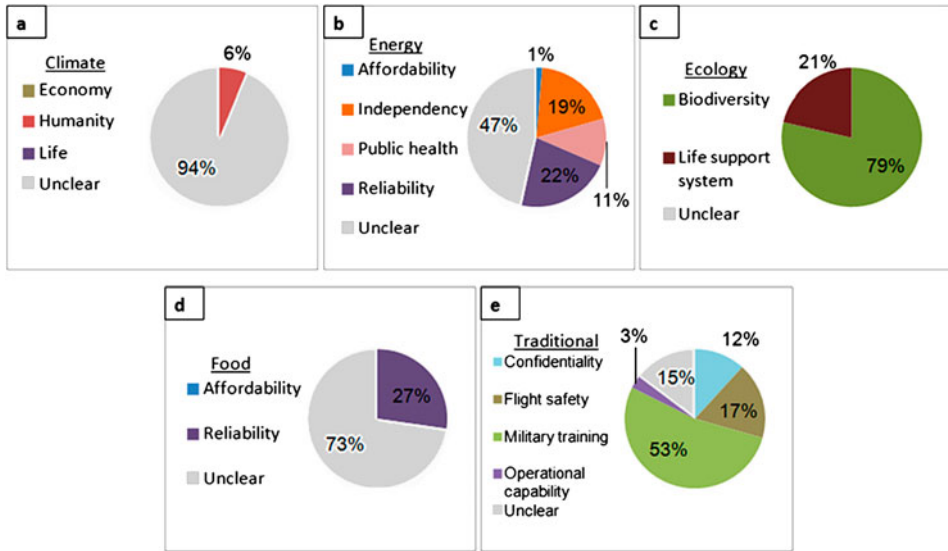 a
Climate
Economy
Humanity
Life
Unclear
6%
94%
b
Energy
Affordability
Independency
Public health
Reliability
Unclear
1%
19%
47%
22%
11%
c
Ecology
Biodiversity
Life support
system
Unclear
21%
79%
d
Food
Affordability
Reliability
Unclear
27%
73%
e
Traditional
Confidentiality
Flight safety
Military training
Operational
capability
Unclear
3%
12%
15%
17%
53%